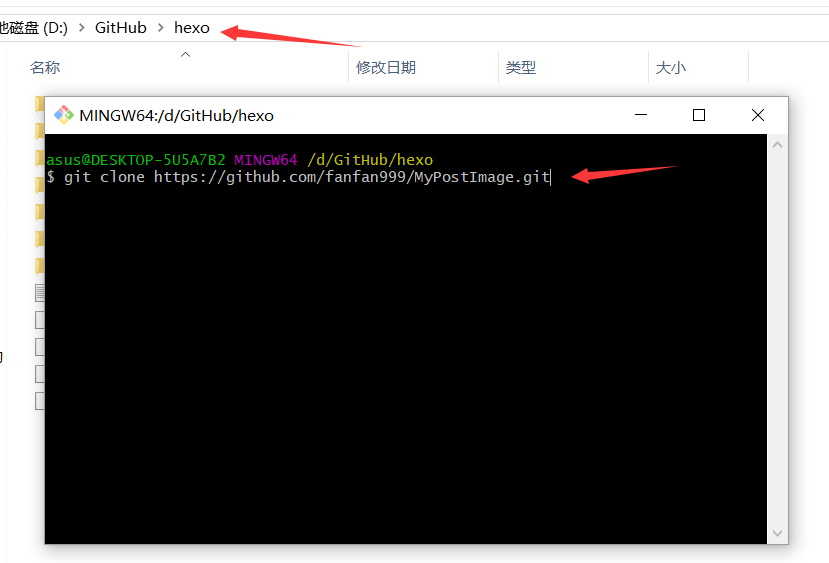 地磁盘 (D:) > GitHub > hexo
名称 修改日期 类型 大小
MINGW64:/d/GitHub/hexo
asus@DESKTOP-5U5A7B2 MINGW64 /d/GitHub/hexo
$ git clone https://github.com/fanfan999/MyPostImage.git